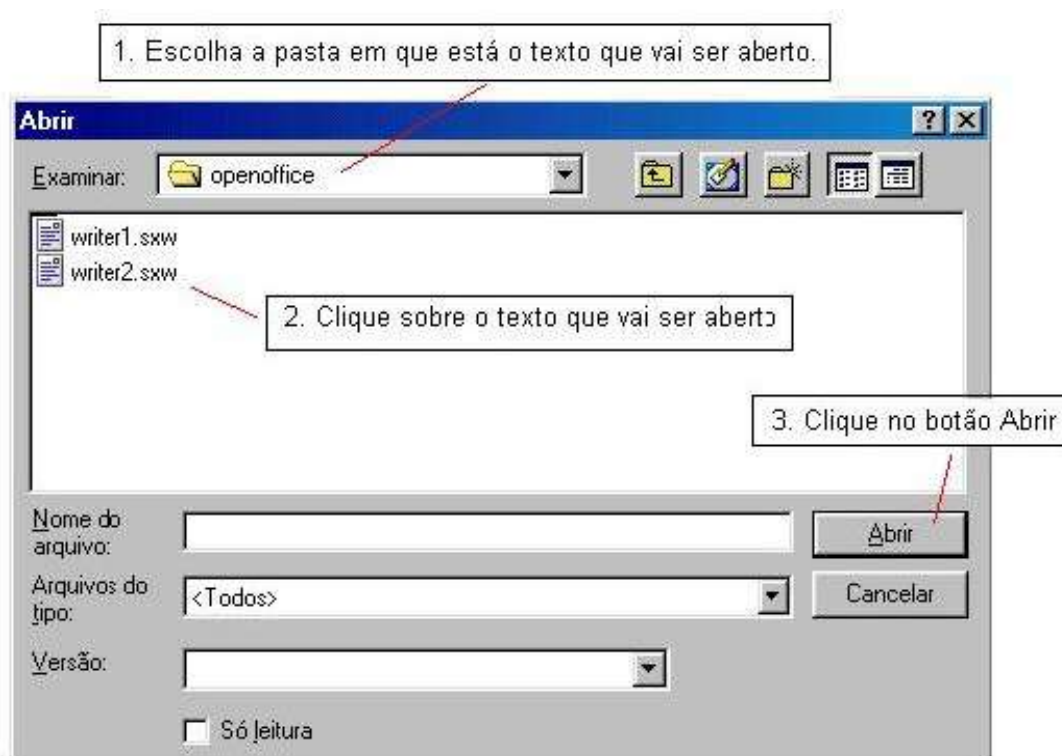 1. Escolha a pasta em que está o texto que vai ser aberto.
Abrir
Examinar:
openoffice
writer1.sxw
writer2.sxw
2. Clique sobre o texto que vai ser aberto
3. Clique no botão Abrir
Nome do
arquivo:
Abrir
Arquivos do
tipo:
<Todos>
Cancelar
Versão:
Só leitura